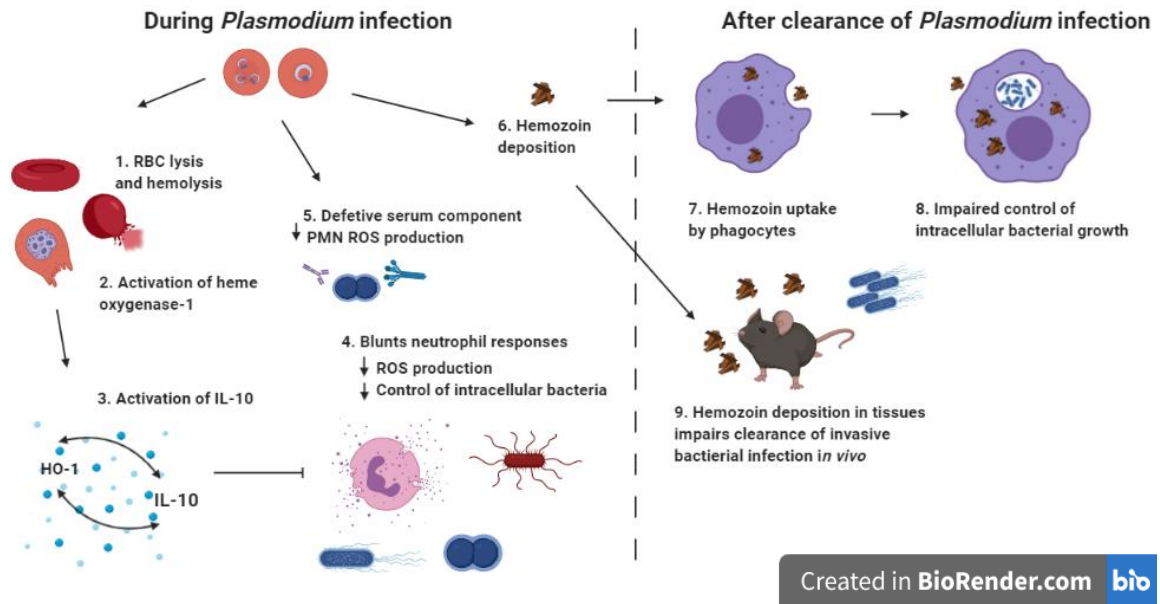 During Plasmodium infection
After clearance of Plasmodium infection
1. RBC lysis
and hemolysis
2. Activation of heme
oxygenase-1
3. Activation of IL-10
HO-1
IL-10
4. Blunts neutrophil responses
ROS production
Control of intracellular bacteria
5. Defetive serum component
PMN ROS production
6. Hemozoin
deposition
7. Hemozoin uptake
by phagocytes
8. Impaired control of
intracellular bacterial growth
9. Hemozoin deposition in tissues
impairs clearance of invasive
bactierial infection in vivo
Created in BioRender.com bio